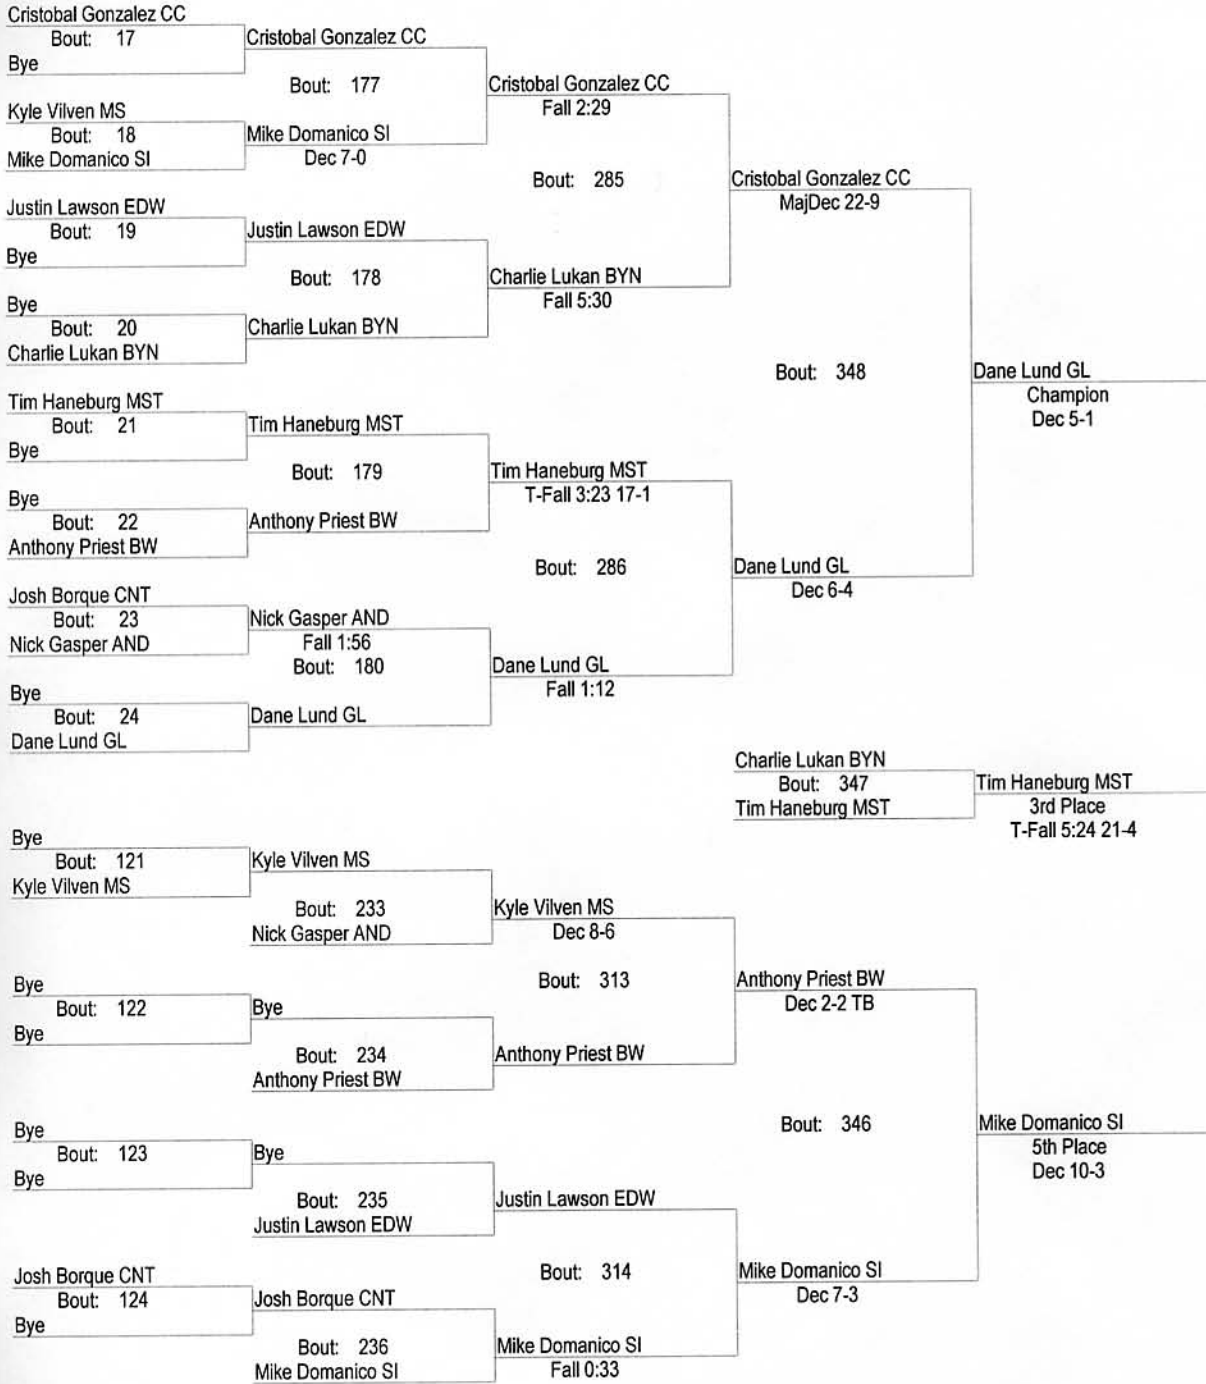 Cristobal Gonzalez CC
Bout: 17
Bye
Kyle Vilven MS
Bout: 18
Mike Domanico SI
Justin Lawson EDW
Bout: 19
Bye
Bye
Bout: 20
Charlie Lukan BYN
Tim Haneburg MST
Bout: 21
Bye
Bye
Bout: 22
Anthony Priest BW
Josh Borque CNT
Bout: 23
Nick Gasper AND
Bye
Bout: 24
Dane Lund GL
Cristobal Gonzalez CC
Bout: 177
Mike Domanico SI
Dec 7-0
Justin Lawson EDW
Bout: 178
Charlie Lukan BYN
Tim Haneburg MST
Bout: 179
Anthony Priest BW
Nick Gasper AND
Fall 1:56
Bout: 180
Dane Lund GL
Cristobal Gonzalez CC
Fall 2:29
Bout: 285
Charlie Lukan BYN
Fall 5:30
Tim Haneburg MST
T-Fall 3:23 17-1
Bout: 286
Dane Lund GL
Fall 1:12
Cristobal Gonzalez CC
MajDec 22-9
Bout: 348
Dane Lund GL
Dec 6-4
Dane Lund GL
Champion
Dec 5-1
Charlie Lukan BYN
Bout: 347
Tim Haneburg MST
Tim Haneburg MST
3rd Place
T-Fall 5:24 21-4
Bye
Bout: 121
Kyle Vilven MS
Bye
Bout: 122
Bye
Bye
Bout: 123
Bye
Josh Borque CNT
Bout: 124
Bye
Kyle Vilven MS
Bout: 233
Nick Gasper AND
Bye
Bout: 234
Anthony Priest BW
Bye
Bout: 235
Justin Lawson EDW
Josh Borque CNT
Bout: 236
Mike Domanico SI
Kyle Vilven MS
Dec 8-6
Bout: 313
Anthony Priest BW
Justin Lawson EDW
Bout: 314
Mike Domanico SI
Fall 0:33
Anthony Priest BW
Dec 2-2 TB
Bout: 346
Mike Domanico SI
Dec 7-3
Mike Domanico SI
5th Place
Dec 10-3